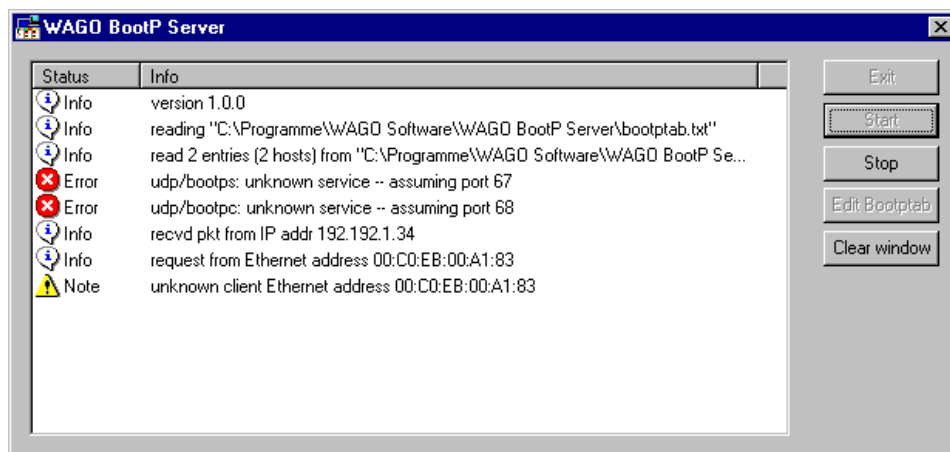 WAGO BootP Server
Status Info
Info version 1.0.0
Info reading "C:\Programme\WAGO Software\WAGO BootP Server\bootptab.txt"
Info read 2 entries (2 hosts) from "C:\Programme\WAGO Software\WAGO BootP Se...
Error udp/bootps: unknown service -- assuming port 67
Error udp/bootpc: unknown service -- assuming port 68
Info recvd pkt from IP addr 192.192.1.34
Info request from Ethernet address 00:C0:EB:00:A1:83
Note unknown client Ethernet address 00:C0:EB:00:A1:83
Exit
Start
Stop
Edit Bootptab
Clear window